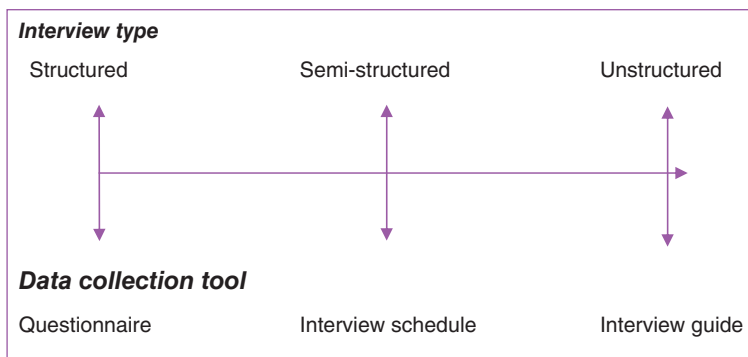 Interview type
Structured Semi-structured Unstructured
Data collection tool
Questionnaire Interview schedule Interview guide